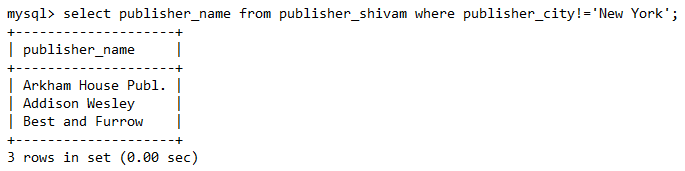 mysql> select publisher_name from publisher_shivam where publisher_city!='New York';
+--------------------+
| publisher_name     |
+--------------------+
| Arkham House Publ. |
| Addison Wesley     |
| Best and Furrow    |
+--------------------+
3 rows in set (0.00 sec)